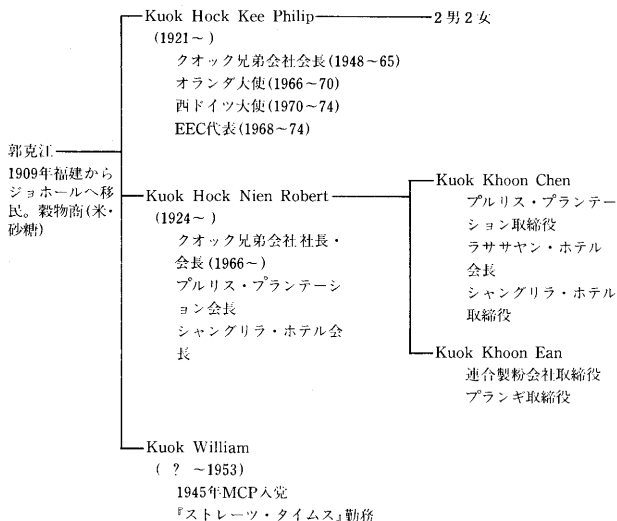 Kuok Hock Kee Philip
2男2女
(1921~)
クオック兄弟会社会長(1948~65)
オランダ大使(1966~70)
西ドイツ大使(1970~74)
EEC代表(1968~74)
郭克江
1909年福建から
ジョホールへ移
民。穀物商(米・
砂糖)
Kuok Hock Nien Robert
(1924~)
クオック兄弟会社社長・
会長(1966~)
プルリス・プランテーシ
ョン会長
シャングリラ・ホテル会
長
Kuok Khoon Chen
プルリス・プランテー
ション取締役
ラササヤン・ホテル
会長
シャングリラ・ホテル
取締役
Kuok Khoon Ean
連合製粉会社取締役
プランギ取締役
Kuok William
( ? ~1953)
1945年MCP入党
『ストレーツ・タイムス』勤務